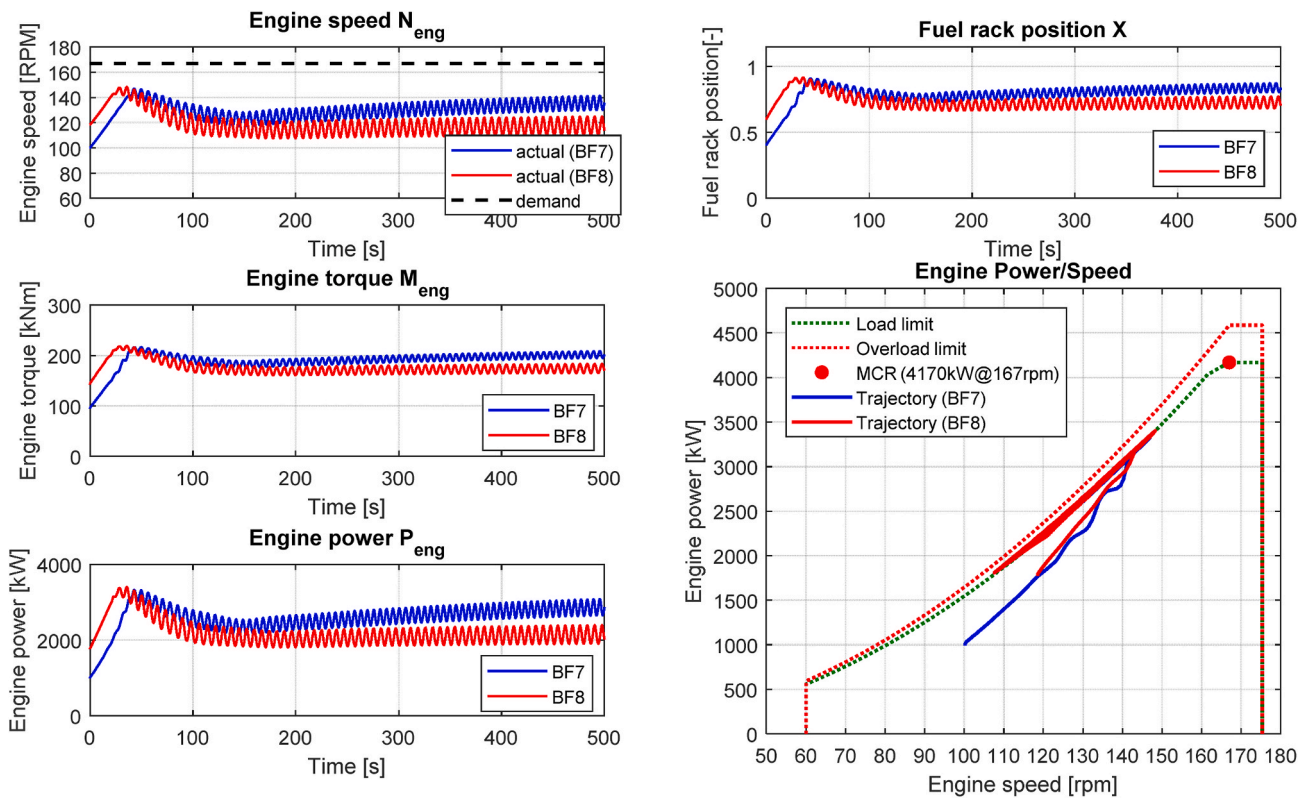 Engine speed N_eng
Engine speed [RPM]
180
160
140
120
100
80
60
0
100
200
300
400
500
Time [s]
actual (BF7)
actual (BF8)
demand
Fuel rack position X
Fuel rack position[-]
1
0.5
0
0
100
200
300
400
500
Time [s]
BF7
BF8
Engine torque M_eng
Engine torque [kNm]
300
200
100
0
0
100
200
300
400
500
Time [s]
BF7
BF8
Engine power P_eng
Engine power [kW]
4000
2000
0
0
100
200
300
400
500
Time [s]
BF7
BF8
Engine Power/Speed
Engine power [kW]
5000
4500
4000
3500
3000
2500
2000
1500
1000
500
0
50
60
70
80
90
100
110
120
130
140
150
160
170
180
Engine speed [rpm]
Load limit
Overload limit
MCR (4170kW@167rpm)
Trajectory (BF7)
Trajectory (BF8)